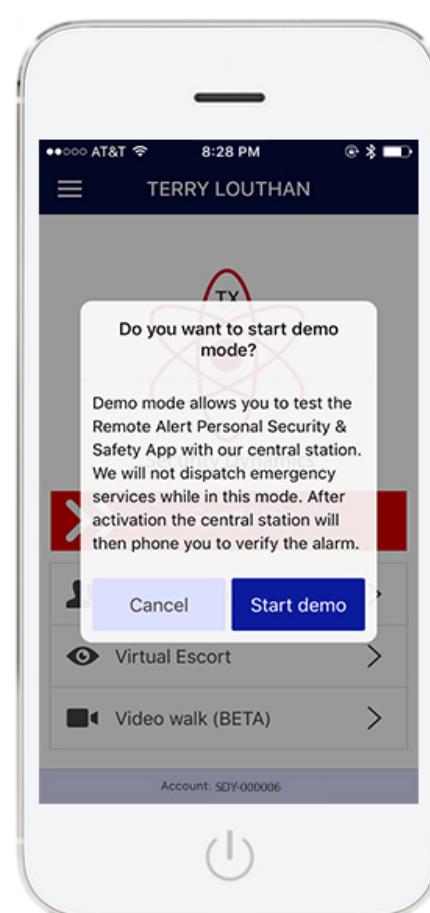 AT&T 8:28 PM
TERRY LOUTHAN
TX
Do you want to start demo
mode?
Demo mode allows you to test the
Remote Alert Personal Security &
Safety App with our central station.
We will not dispatch emergency
services while in this mode. After
activation the central station will
then phone you to verify the alarm.
Cancel Start demo
Virtual Escort
Video walk (BETA)
Account: SDY-000006